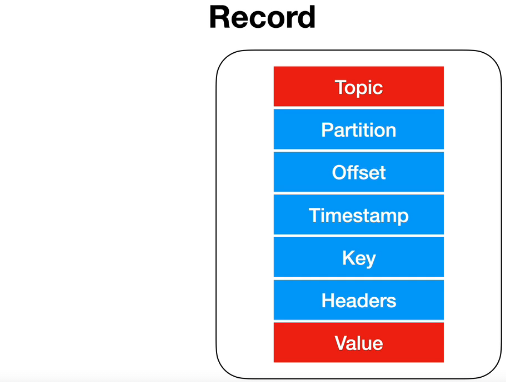 Record
Topic
Partition
Offset
Timestamp
Key
Headers
Value